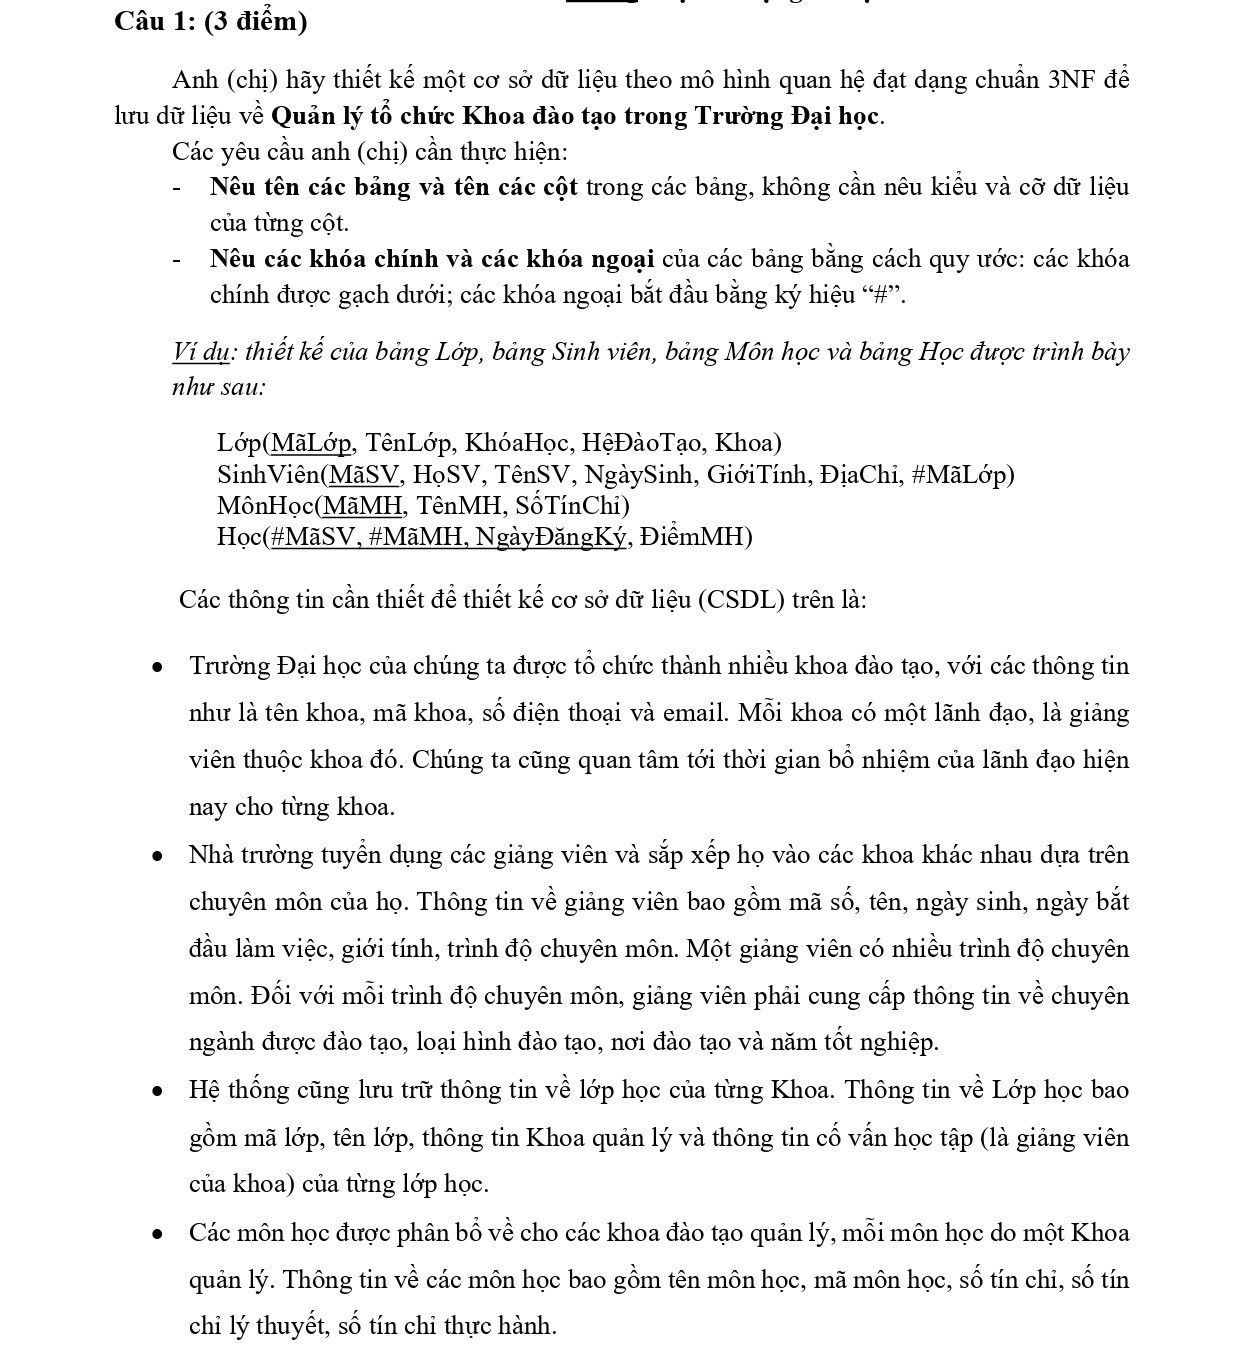 Câu 1: (3 điểm)
Anh (chị) hãy thiết kế một cơ sở dữ liệu theo mô hình quan hệ đạt dạng chuẩn 3NF để
lưu dữ liệu về Quản lý tổ chức Khoa đào tạo trong Trường Đại học.
Các yêu cầu anh (chị) cần thực hiện:
- Nêu tên các bảng và tên các cột trong các bảng, không cần nêu kiểu và cỡ dữ liệu
của từng cột.
- Nêu các khóa chính và các khóa ngoại của các bảng bằng cách quy ước: các khóa
chính được gạch dưới; các khóa ngoại bắt đầu bằng ký hiệu “#”.
Ví dụ: thiết kế của bảng Lớp, bảng Sinh viên, bảng Môn học và bảng Học được trình bày
như sau:
Lớp(MãLớp, TênLớp, KhóaHọc, HệĐàoTạo, Khoa)
SinhViên(MãSV, HọSV, TênSV, NgàySinh, GiớiTính, ĐịaChỉ, #MãLớp)
MônHọc(MãMH, TênMH, SốTínChỉ)
Học(#MãSV, #MãMH, NgàyĐăngKý, ĐiểmMH)
Các thông tin cần thiết để thiết kế cơ sở dữ liệu (CSDL) trên là:
• Trường Đại học của chúng ta được tổ chức thành nhiều khoa đào tạo, với các thông tin
như là tên khoa, mã khoa, số điện thoại và email. Mỗi khoa có một lãnh đạo, là giảng
viên thuộc khoa đó. Chúng ta cũng quan tâm tới thời gian bổ nhiệm của lãnh đạo hiện
nay cho từng khoa.
• Nhà trường tuyển dụng các giảng viên và sắp xếp họ vào các khoa khác nhau dựa trên
chuyên môn của họ. Thông tin về giảng viên bao gồm mã số, tên, ngày sinh, ngày bắt
đầu làm việc, giới tính, trình độ chuyên môn. Một giảng viên có nhiều trình độ chuyên
môn. Đối với mỗi trình độ chuyên môn, giảng viên phải cung cấp thông tin về chuyên
ngành được đào tạo, loại hình đào tạo, nơi đào tạo và năm tốt nghiệp.
• Hệ thống cũng lưu trữ thông tin về lớp học của từng Khoa. Thông tin về Lớp học bao
gồm mã lớp, tên lớp, thông tin Khoa quản lý và thông tin cố vấn học tập (là giảng viên
của khoa) của từng lớp học.
• Các môn học được phân bổ về cho các khoa đào tạo quản lý, mỗi môn học do một Khoa
quản lý. Thông tin về các môn học bao gồm tên môn học, mã môn học, số tín chỉ, số tín
chỉ lý thuyết, số tín chỉ thực hành.